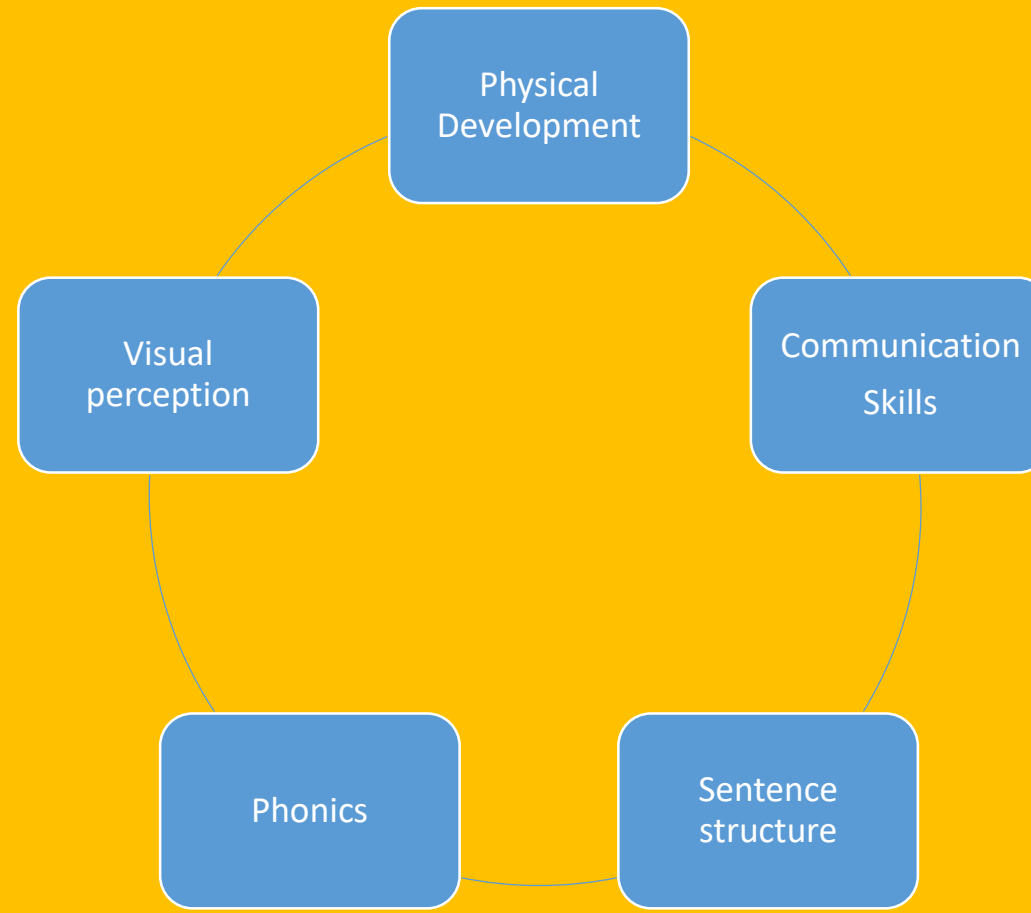 Physical
Development
Communication
Skills
Sentence
structure
Phonics
Visual
perception